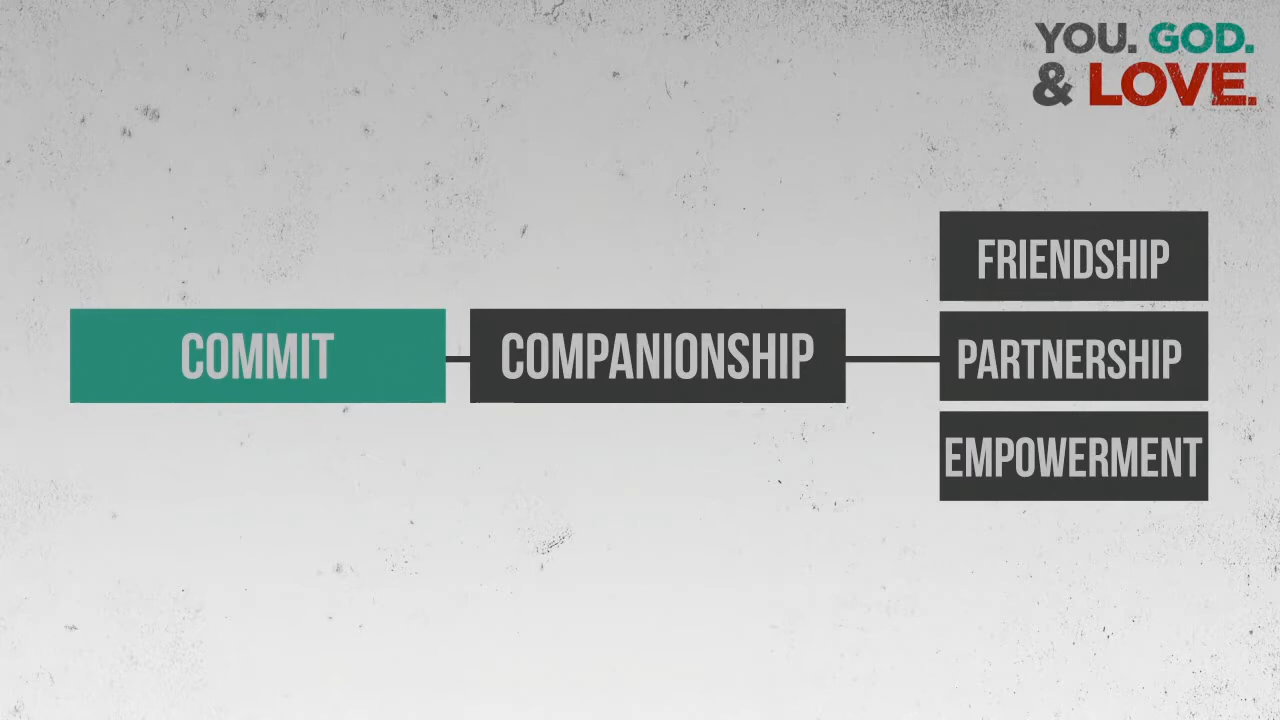 YOU. GOD.
& LOVE.
COMMIT
COMPANIONSHIP
FRIENDSHIP
PARTNERSHIP
EMPOWERMENT